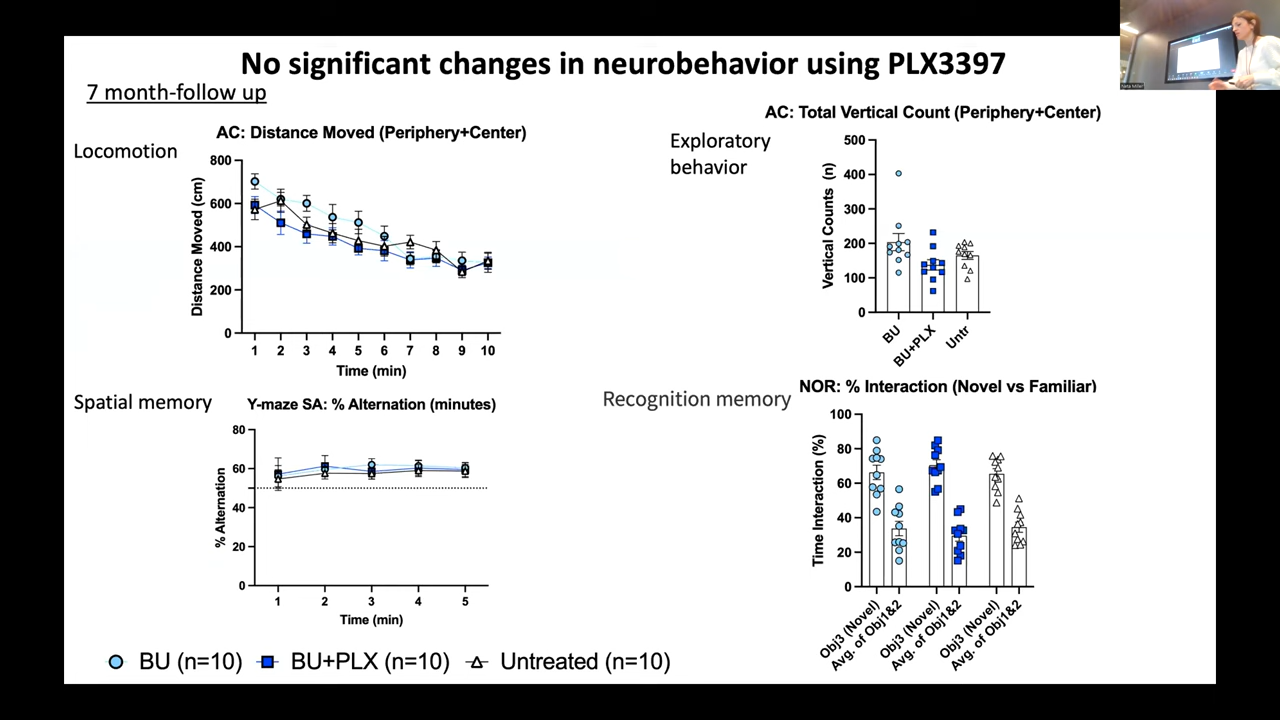 No significant changes in neurobehavior using PLX3397
7 month-follow up
Locomotion
AC: Distance Moved (Periphery+Center)
Distance Moved (cm)
800
600
400
200
0
1 2 3 4 5 6 7 8 9 10
Time (min)
Exploratory
behavior
AC: Total Vertical Count (Periphery+Center)
Vertical Counts (n)
500
400
300
200
100
0
BU
BU+PLX
Untr
Spatial memory
Y-maze SA: % Alternation (minutes)
% Alternation
80
60
40
20
0
1 2 3 4 5
Time (min)
Recognition memory
NOR: % Interaction (Novel vs Familiar)
Time Interaction (%)
100
80
60
40
20
0
Obj3 (Novel)
Avg. of Obj1&2
Obj3 (Novel)
Avg. of Obj1&2
Obj3 (Novel)
Avg. of Obj1&2
BU (n=10) BU+PLX (n=10) Untreated (n=10)